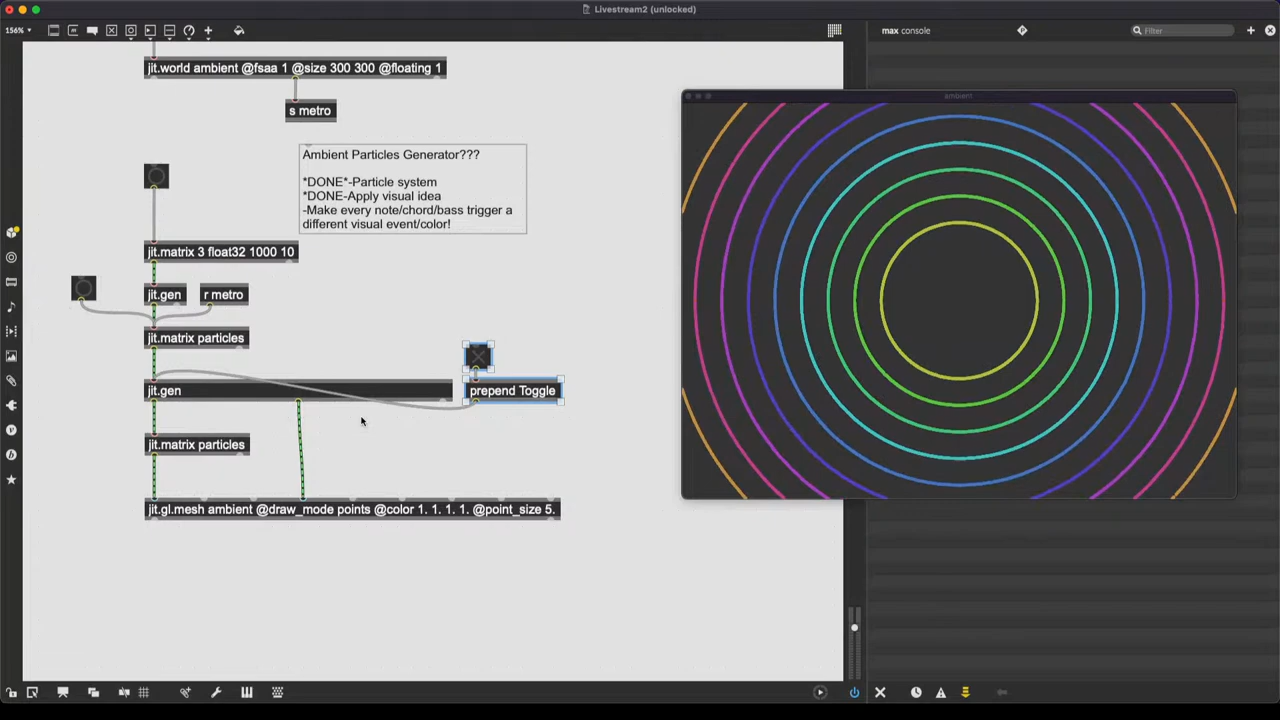 Livestream2 (unlocked)
156%
max console
Filter
jit.world ambient @fsaa 1 @size 300 300 @floating 1
s metro
ambient
Ambient Particles Generator???
*DONE*-Particle system
*DONE-Apply visual idea
-Make every note/chord/bass trigger a
different visual event/color!
jit.matrix 3 float32 1000 10
jit.gen
r metro
jit.matrix particles
jit.gen
prepend Toggle
jit.matrix particles
jit.gl.mesh ambient @draw_mode points @color 1. 1. 1. 1. @point_size 5.